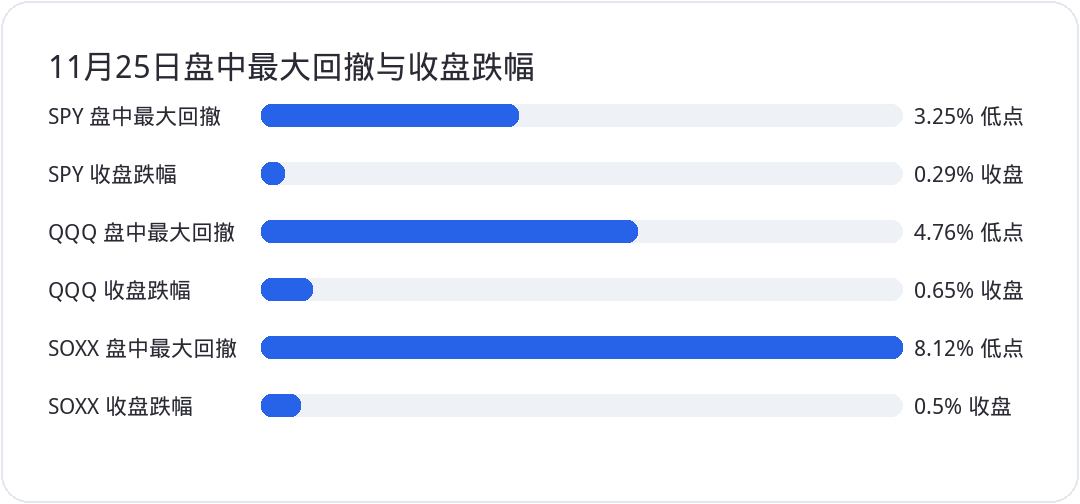 11月25日盘中最大回撤与收盘跌幅
SPY 盘中最大回撤 3.25% 低点
SPY 收盘跌幅 0.29% 收盘
QQQ 盘中最大回撤 4.76% 低点
QQQ 收盘跌幅 0.65% 收盘
SOXX 盘中最大回撤 8.12% 低点
SOXX 收盘跌幅 0.5% 收盘